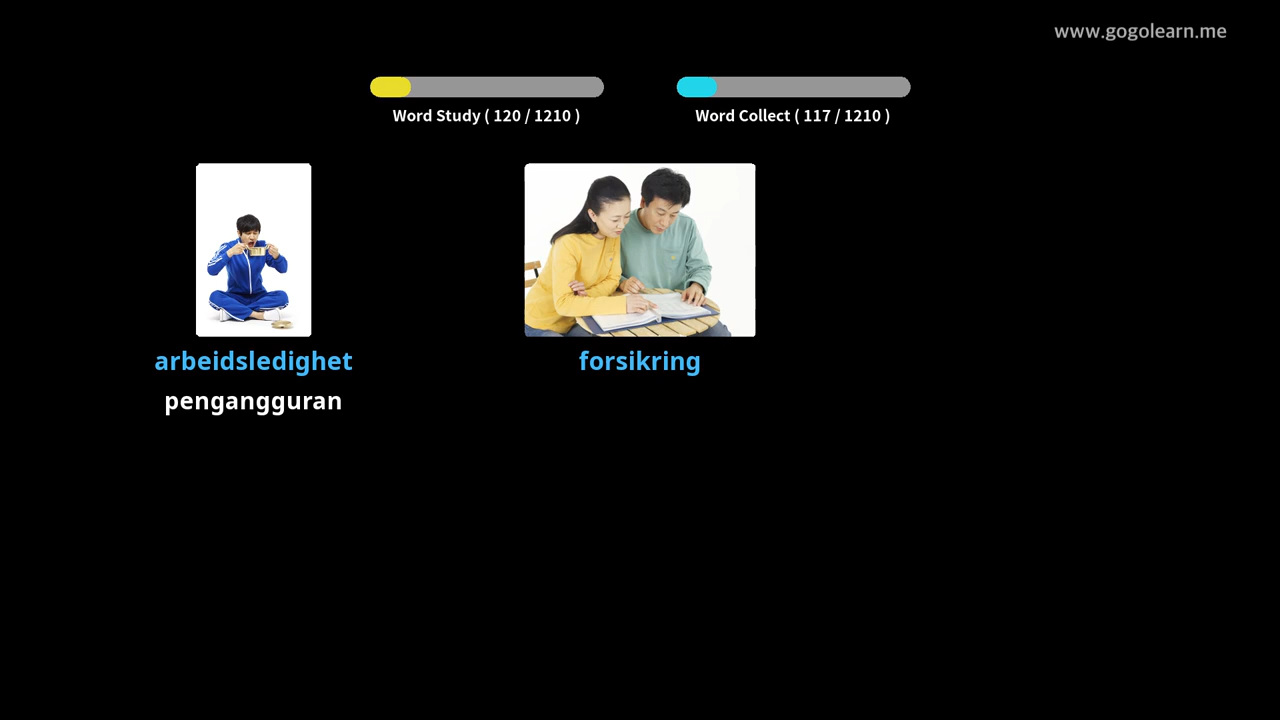 www.gogolearn.me
Word Study ( 120 / 1210 )
Word Collect ( 117 / 1210 )
arbeidsledighet
pengangguran
forsikring